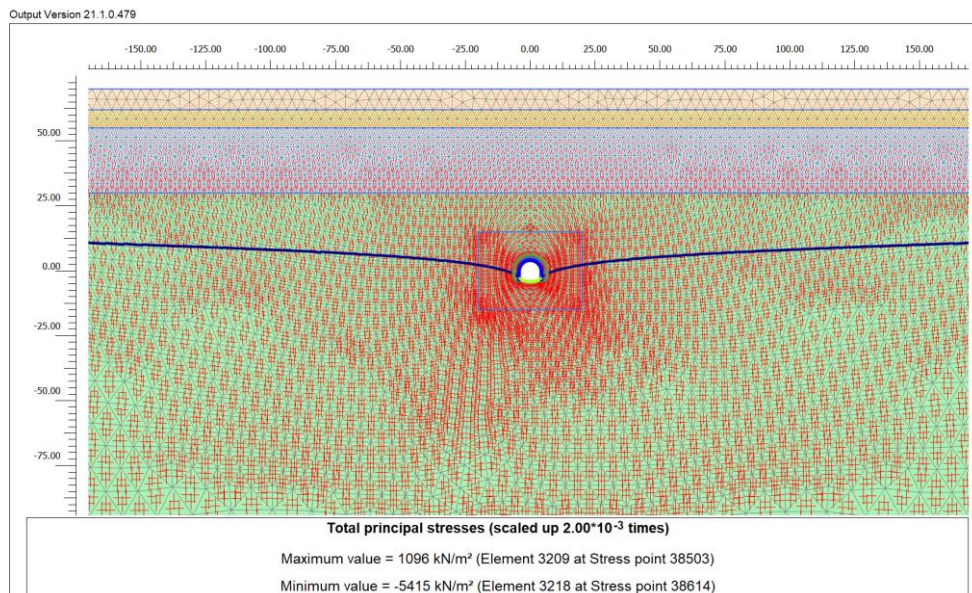 Output Version 21.1.0.479
-150.00 -125.00 -100.00 -75.00 -50.00 -25.00 0.00 25.00 50.00 75.00 100.00 125.00 150.00
50.00
25.00
0.00
-25.00
-50.00
-75.00
Total principal stresses (scaled up 2.00*10⁻³ times)
Maximum value = 1096 kN/m² (Element 3209 at Stress point 38503)
Minimum value = -5415 kN/m² (Element 3218 at Stress point 38614)